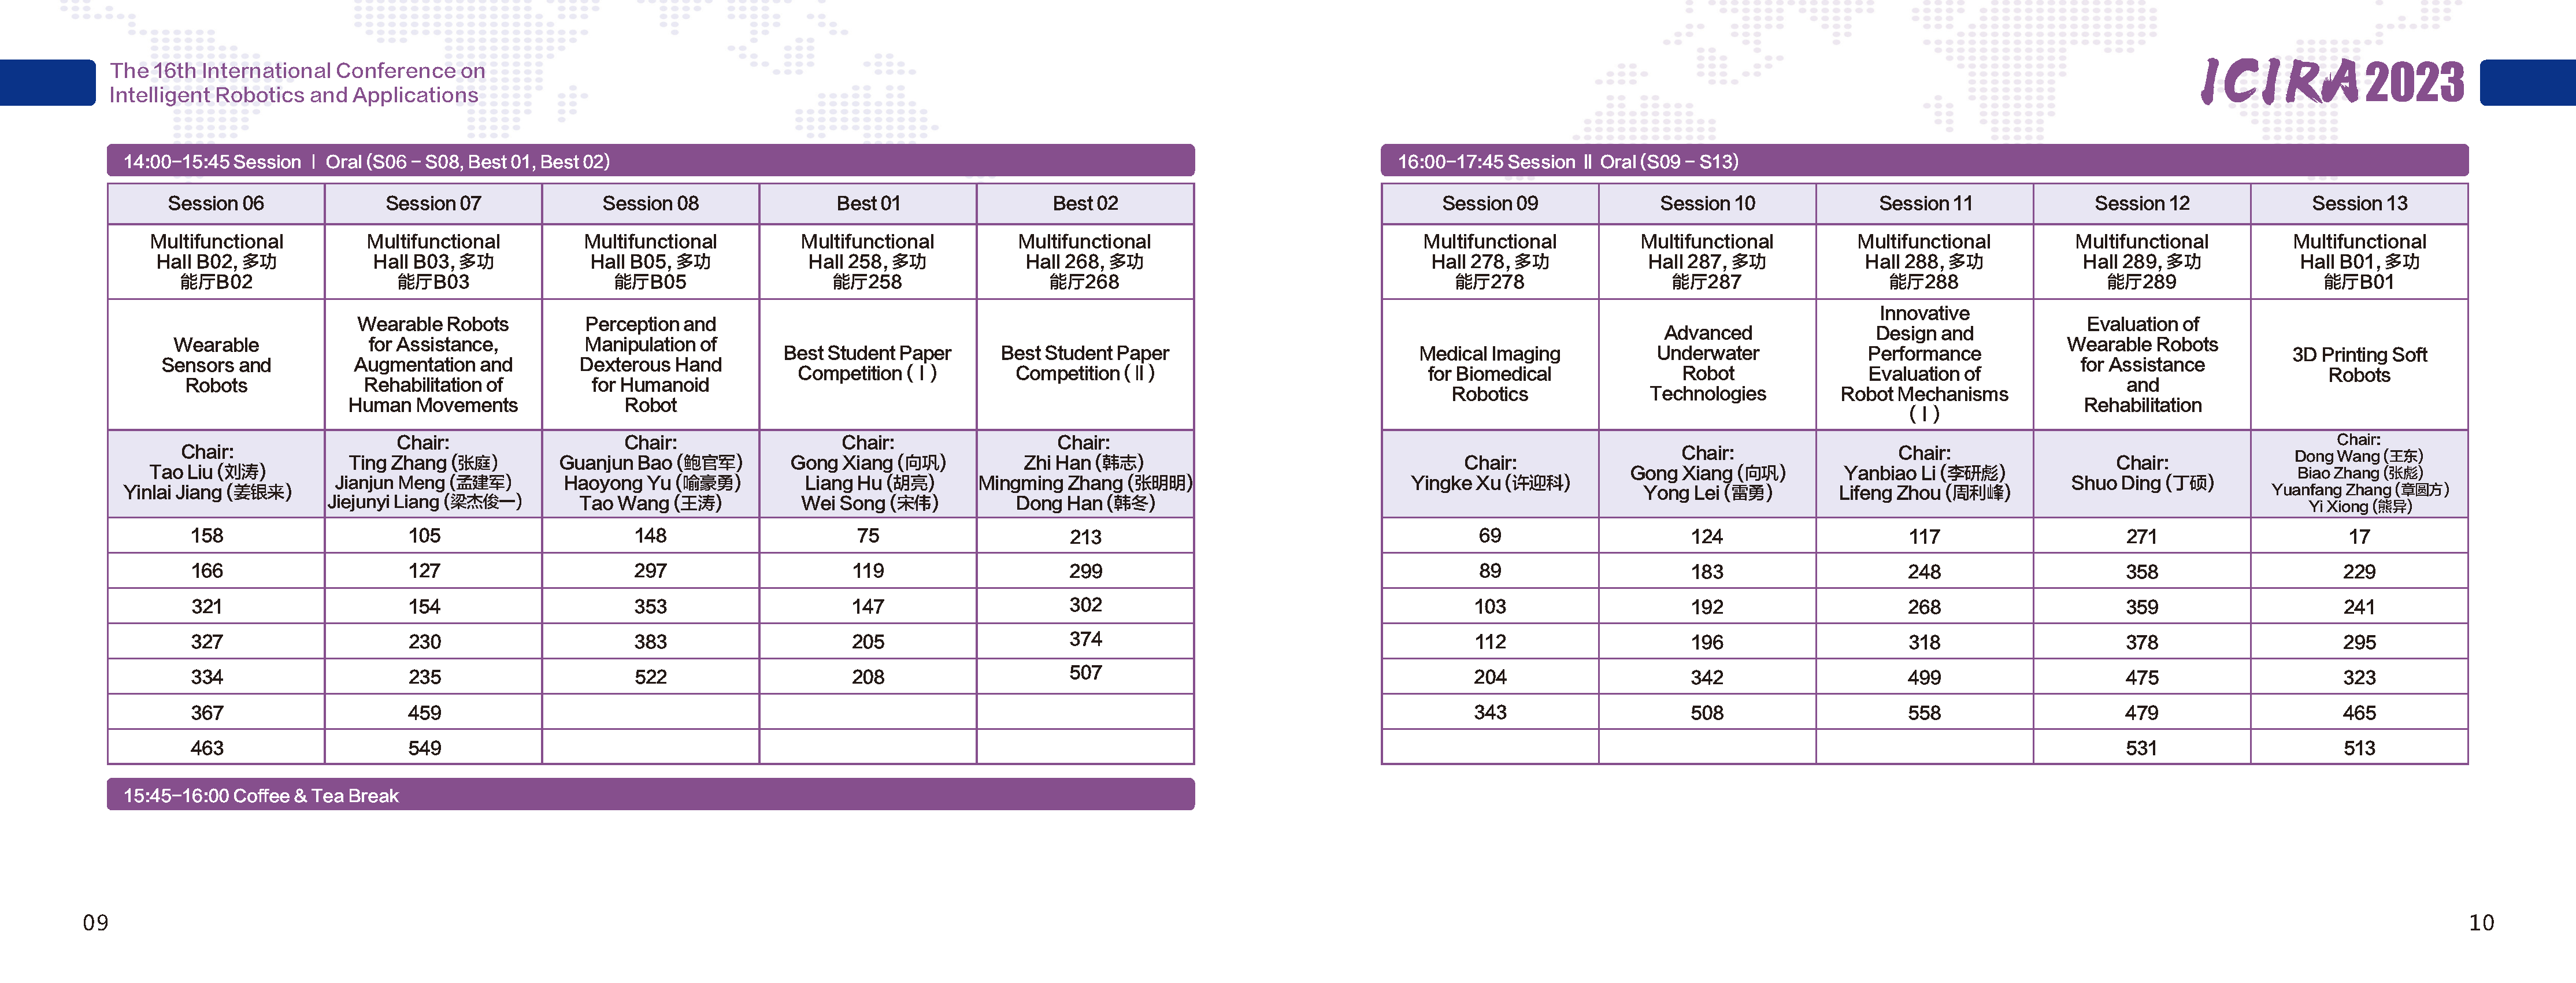 The 16th International Conference on
Intelligent Robotics and Applications
14:00-15:45 Session Ⅰ Oral (S06 - S08, Best 01, Best 02)
Session 06
Session 07
Session 08
Best 01
Best 02
Multifunctional
Hall B02, 多功
能厅B02
Multifunctional
Hall B03, 多功
能厅B03
Multifunctional
Hall B05, 多功
能厅B05
Multifunctional
Hall 258, 多功
能厅258
Multifunctional
Hall 268, 多功
能厅268
Wearable
Sensors and
Robots
Wearable Robots
for Assistance,
Augmentation and
Rehabilitation of
Human Movements
Perception and
Manipulation of
Dexterous Hand
for Humanoid
Robot
Best Student Paper
Competition (Ⅰ)
Best Student Paper
Competition (Ⅱ)
Chair:
Tao Liu (刘涛)
Yinlai Jiang (姜银来)
Chair:
Ting Zhang (张庭)
Jianjun Meng (孟建军)
Jiejunyi Liang (梁杰俊一)
Chair:
Guanjun Bao (鲍官军)
Haoyong Yu (喻豪勇)
Tao Wang (王涛)
Chair:
Gong Xiang (向巩)
Liang Hu (胡亮)
Wei Song (宋伟)
Chair:
Zhi Han (韩志)
Mingming Zhang (张明明)
Dong Han (韩冬)
158
105
148
75
213
166
127
297
119
299
321
154
353
147
302
327
230
383
205
374
334
235
522
208
507
367
459
463
549
15:45-16:00 Coffee & Tea Break
09
ICIRA2023
16:00-17:45 Session Ⅱ Oral (S09 - S13)
Session 09
Session 10
Session 11
Session 12
Session 13
Multifunctional
Hall 278, 多功
能厅278
Multifunctional
Hall 287, 多功
能厅287
Multifunctional
Hall 288, 多功
能厅288
Multifunctional
Hall 289, 多功
能厅289
Multifunctional
Hall B01, 多功
能厅B01
Medical Imaging
for Biomedical
Robotics
Advanced
Underwater
Robot
Technologies
Innovative
Design and
Performance
Evaluation of
Robot Mechanisms
(Ⅰ)
Evaluation of
Wearable Robots
for Assistance
and
Rehabilitation
3D Printing Soft
Robots
Chair:
Yingke Xu (许迎科)
Chair:
Gong Xiang (向巩)
Yong Lei (雷勇)
Chair:
Yanbiao Li (李研彪)
Lifeng Zhou (周利峰)
Chair:
Shuo Ding (丁硕)
Chair:
Dong Wang (王东)
Biao Zhang (张彪)
Yuanfang Zhang (章圆方)
Yi Xiong (熊异)
69
124
117
271
17
89
183
248
358
229
103
192
268
359
241
112
196
318
378
295
204
342
499
475
323
343
508
558
479
465
531
513
10